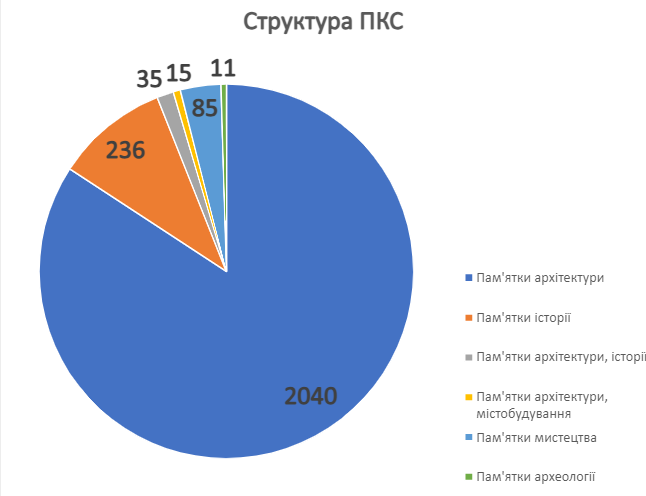 Структура ПКС
35
15
11
85
236
2040
Пам'ятки архітектури
Пам'ятки історії
Пам'ятки архітектури, історії
Пам'ятки архітектури,
містобудування
Пам'ятки мистецтва
Пам'ятки археології